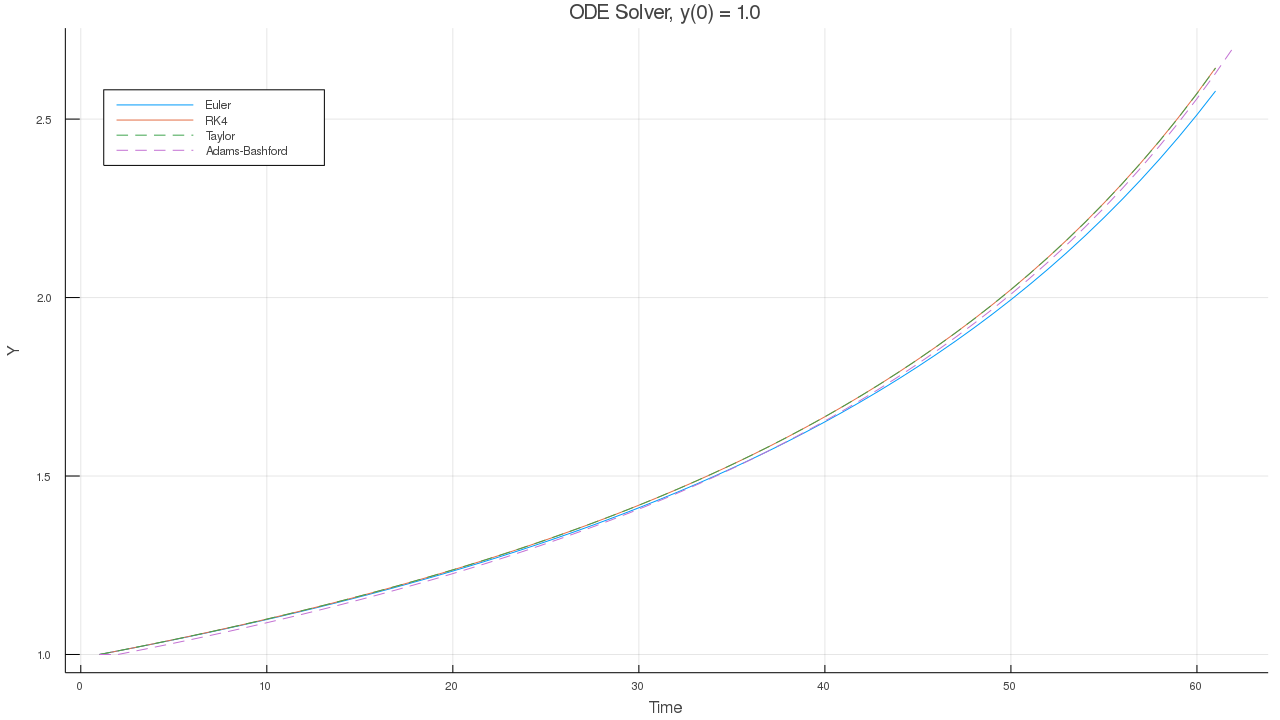 ODE Solver, y(0) = 1.0
Euler
RK4
Taylor
Adams-Bashford
Y
2.5
2.0
1.5
1.0
0 10 20 30 40 50 60
Time